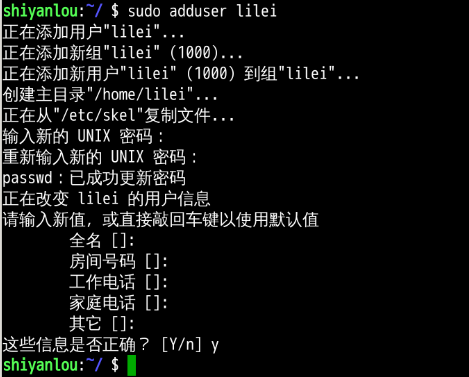 shiyanlou:~/ $ sudo adduser lilei
正在添加用户"lilei"...
正在添加新组"lilei" (1000)...
正在添加新用户"lilei" (1000) 到组"lilei"...
创建主目录"/home/lilei"...
正在从"/etc/skel"复制文件...
输入新的 UNIX 密码：
重新输入新的 UNIX 密码：
passwd：已成功更新密码
正在改变 lilei 的用户信息
请输入新值，或直接敲回车键以使用默认值
全名 []:
房间号码 []:
工作电话 []:
家庭电话 []:
其它 []:
这些信息是否正确？ [Y/n] y
shiyanlou:~/ $